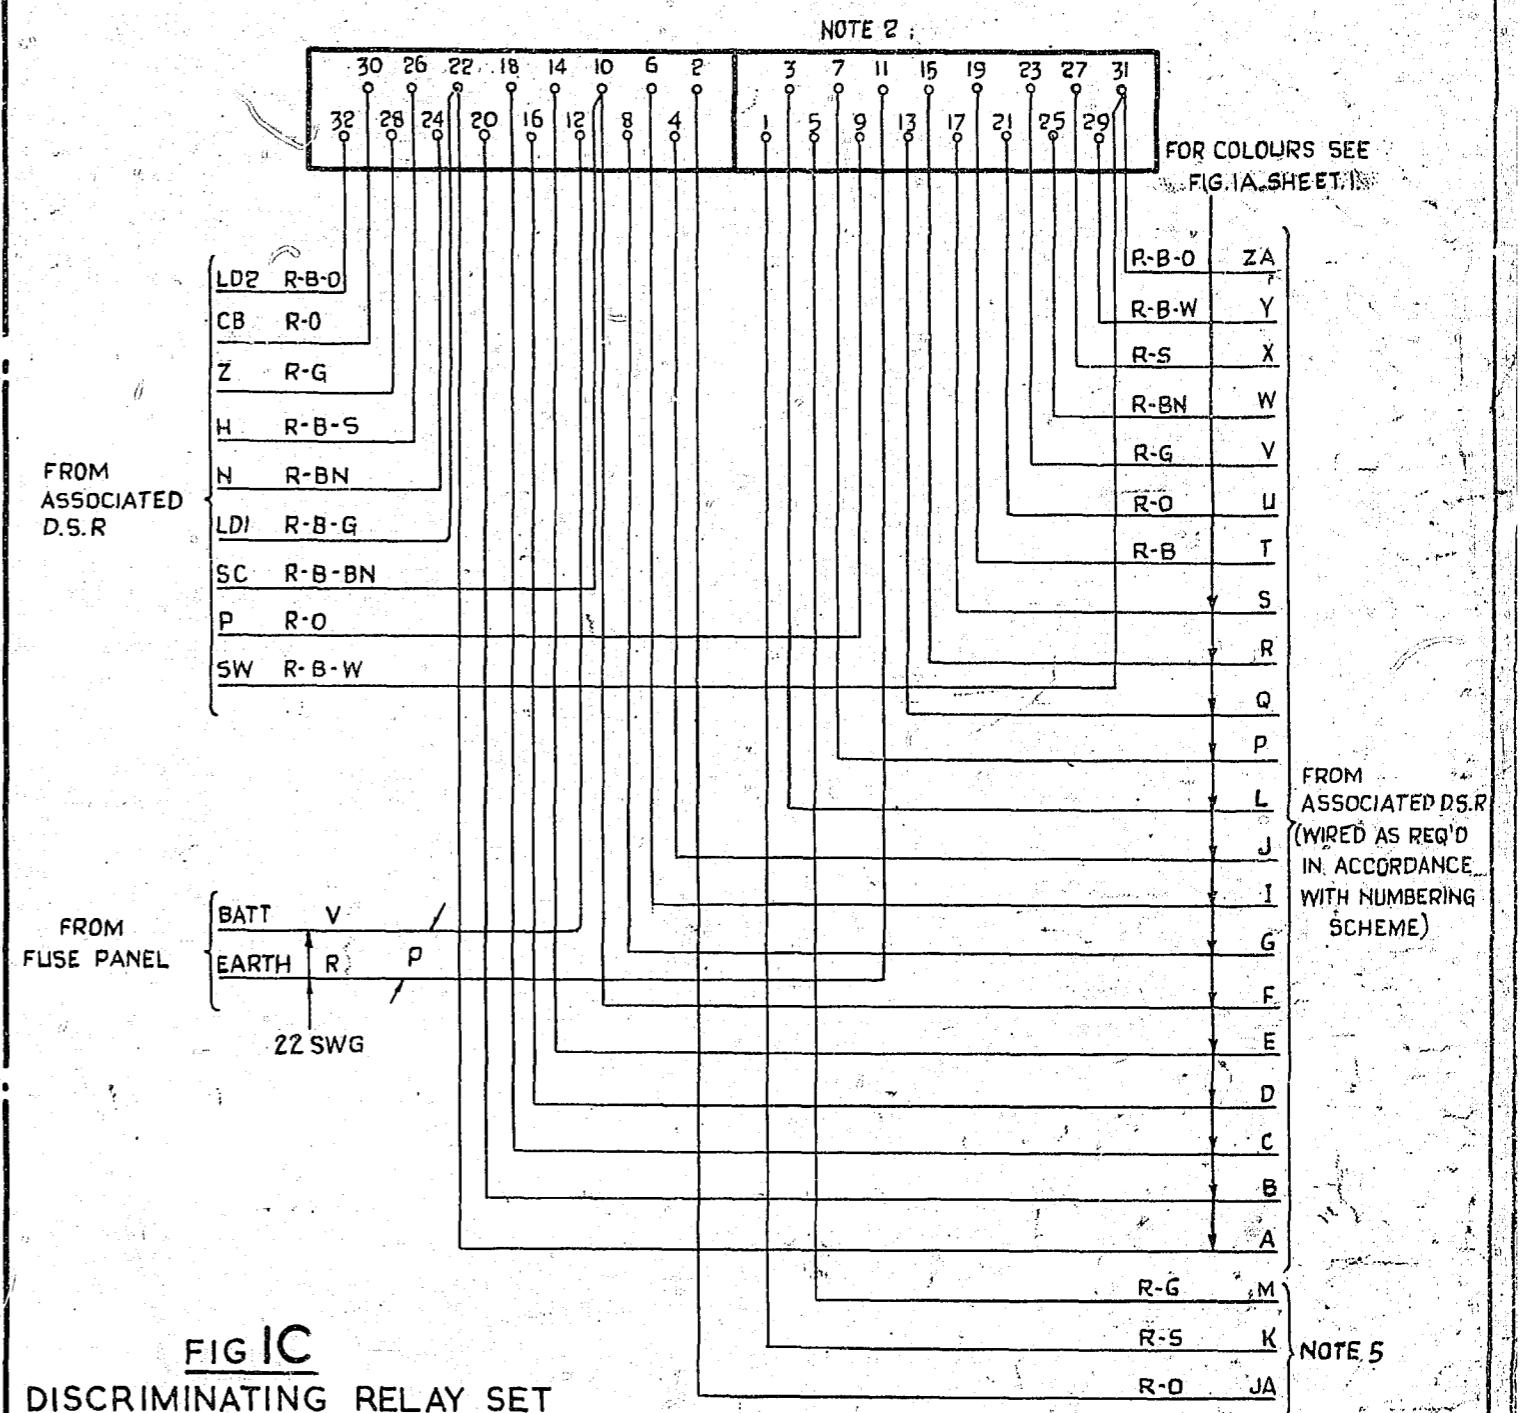 NOTE 2
30 26 22 18 14 10 6 2 3 7 11 15 19 23 27 31
32 28 24 20 16 12 8 4 1 5 9 13 17 21 25 29
FOR COLOURS SEE
FIG. 1A. SHEET. 1.
LD2 R-B-O
CB R-O
Z R-G
H R-B-S
N R-BN
LD1 R-B-G
SC R-B-BN
P R-O
SW R-B-W
FROM
ASSOCIATED
D.S.R
R-B-O ZA
R-B-W Y
R-S X
R-BN W
R-G V
R-O U
R-B T
S
R
Q
P
L
J
I
G
F
E
D
C
B
A
FROM
ASSOCIATED D.S.R
(WIRED AS REQ'D
IN ACCORDANCE
WITH NUMBERING
SCHEME)
FROM
FUSE PANEL
BATT V
EARTH R P
22 SWG
R-G M
R-S K
R-O JA
NOTE 5
FIG 1C
DISCRIMINATING RELAY SET